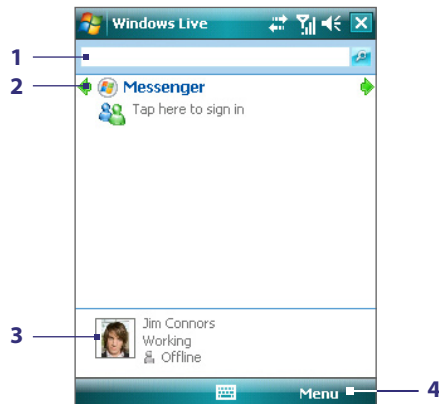 Windows Live
1
2
Messenger
Tap here to sign in
3
Jim Connors
Working
Offline
Menu
4